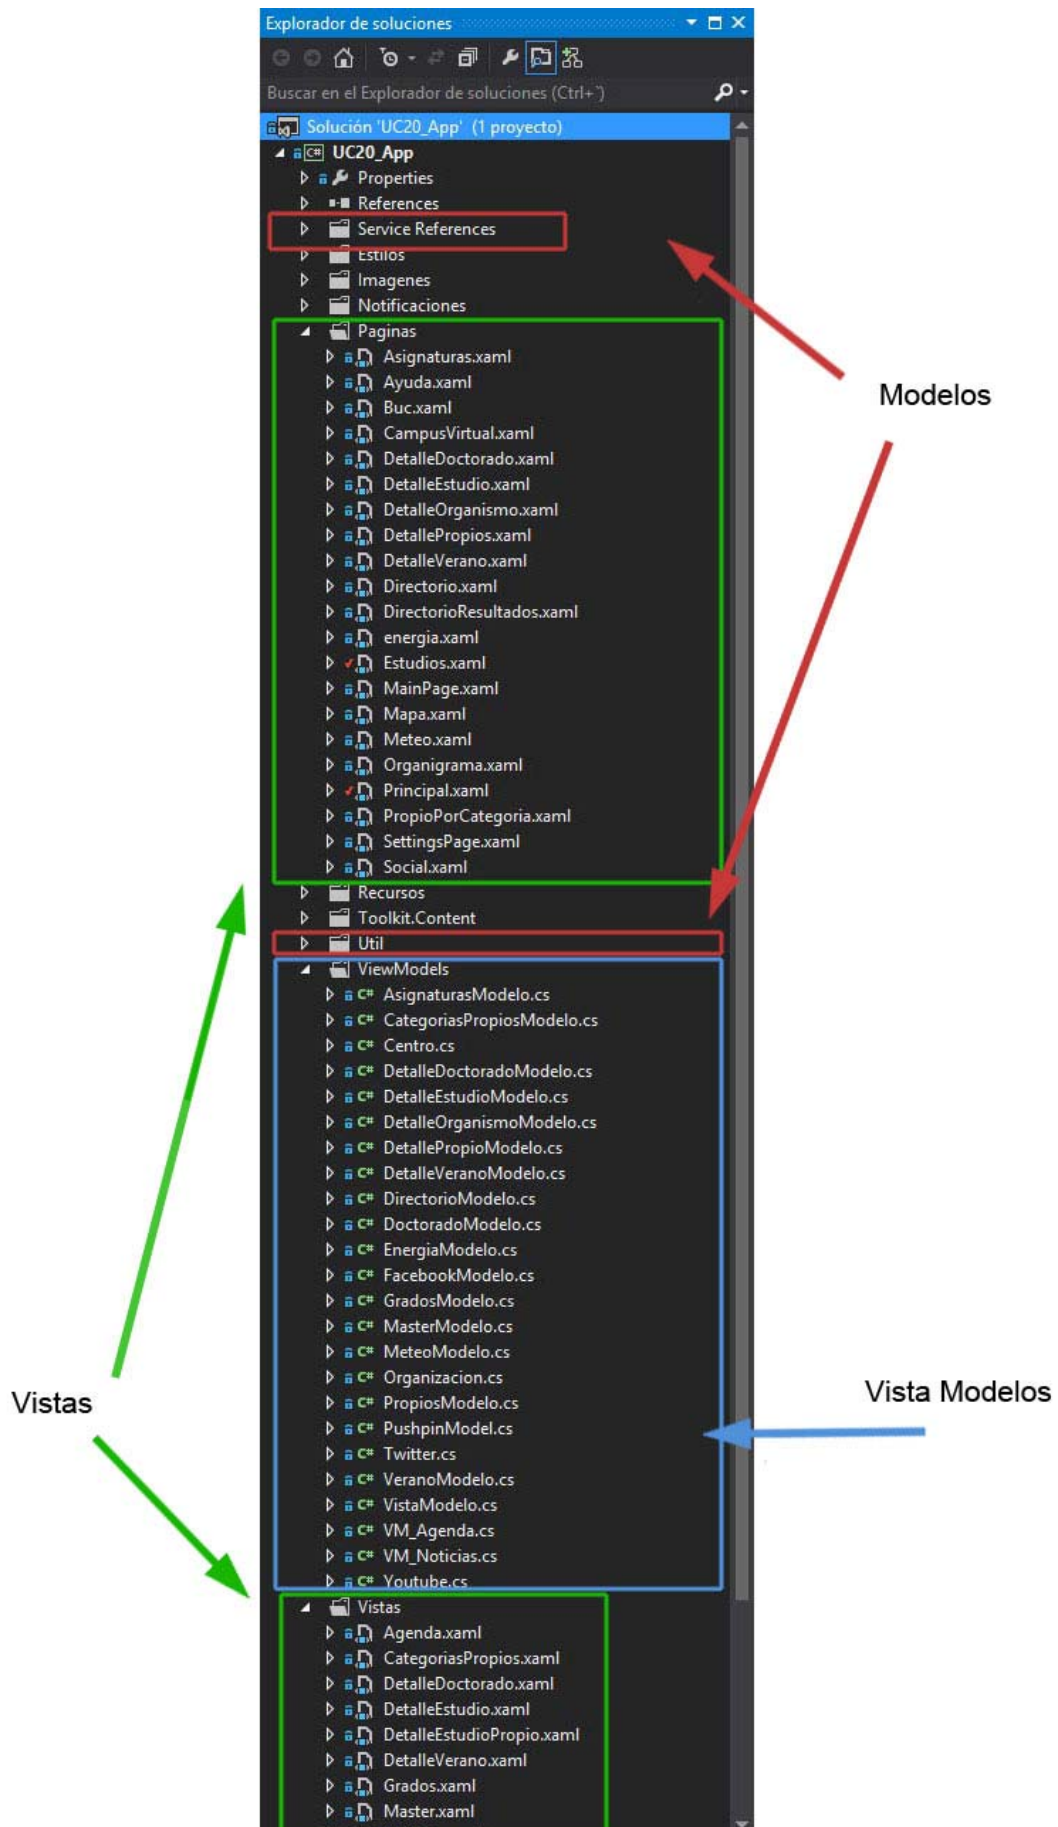 Explorador de soluciones
Buscar en el Explorador de soluciones (Ctrl+¨)
Solución 'UC20_App' (1 proyecto)
C# UC20_App
Properties
References
Service References
Estilos
Imagenes
Notificaciones
Paginas
Asignaturas.xaml
Ayuda.xaml
Modelos
Buc.xaml
CampusVirtual.xaml
DetalleDoctorado.xaml
DetalleEstudio.xaml
DetalleOrganismo.xaml
DetallePropios.xaml
DetalleVerano.xaml
Directorio.xaml
DirectorioResultados.xaml
energia.xaml
Estudios.xaml
MainPage.xaml
Mapa.xaml
Meteo.xaml
Organigrama.xaml
Principal.xaml
PropioPorCategoria.xaml
SettingsPage.xaml
Social.xaml
Recursos
Toolkit.Content
Util
ViewModels
C# AsignaturasModelo.cs
C# CategoriasPropiosModelo.cs
C# Centro.cs
C# DetalleDoctoradoModelo.cs
C# DetalleEstudioModelo.cs
C# DetalleOrganismoModelo.cs
C# DetallePropioModelo.cs
C# DetalleVeranoModelo.cs
C# DirectorioModelo.cs
C# DoctoradoModelo.cs
C# EnergiaModelo.cs
C# FacebookModelo.cs
C# GradosModelo.cs
C# MasterModelo.cs
C# MeteoModelo.cs
C# Organizacion.cs
Vista Modelos
Vistas
C# PropiosModelo.cs
C# PushpinModel.cs
C# Twitter.cs
C# VeranoModelo.cs
C# VistaModelo.cs
C# VM_Agenda.cs
C# VM_Noticias.cs
C# Youtube.cs
Vistas
Agenda.xaml
CategoriasPropios.xaml
DetalleDoctorado.xaml
DetalleEstudio.xaml
DetalleEstudioPropio.xaml
DetalleVerano.xaml
Grados.xaml
Master.xaml